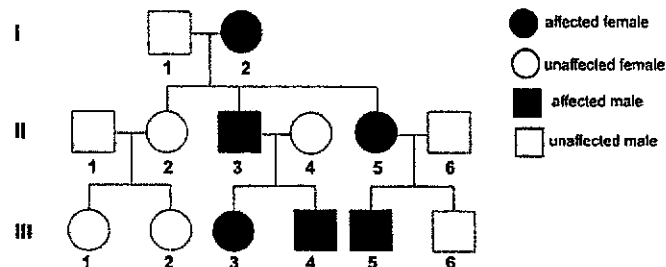 I
1 2
affected female
unaffected female
affected male
unaffected male
II
1 2 3 4 5 6
III
1 2 3 4 5 6